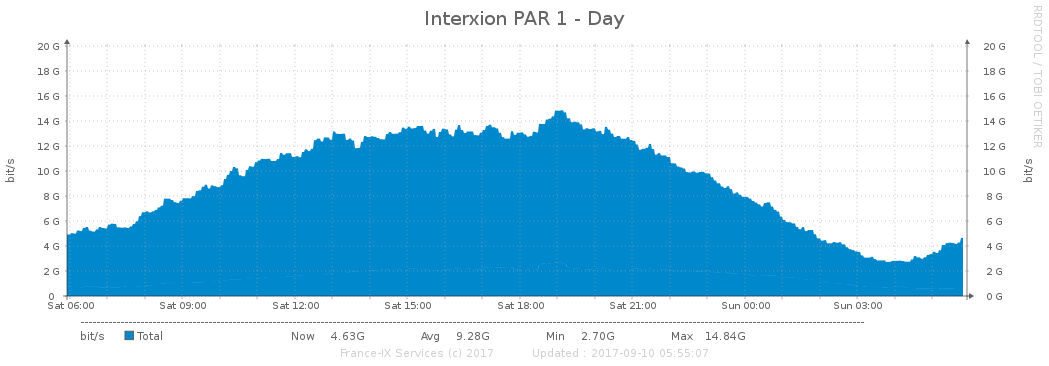 Interxion PAR 1 - Day
RRDTOOL / TOBI OETIKER
20 G 20 G
18 G 18 G
16 G 16 G
14 G 14 G
12 G 12 G
10 G 10 G
8 G 8 G
6 G 6 G
4 G 4 G
2 G 2 G
0 0 G
bit/s
bit/s
Sat 06:00 Sat 09:00 Sat 12:00 Sat 15:00 Sat 18:00 Sat 21:00 Sun 00:00 Sun 03:00
bit/s Total Now 4.63G Avg 9.28G Min 2.70G Max 14.84G
France-IX Services (c) 2017 Updated : 2017-09-10 05:55:07